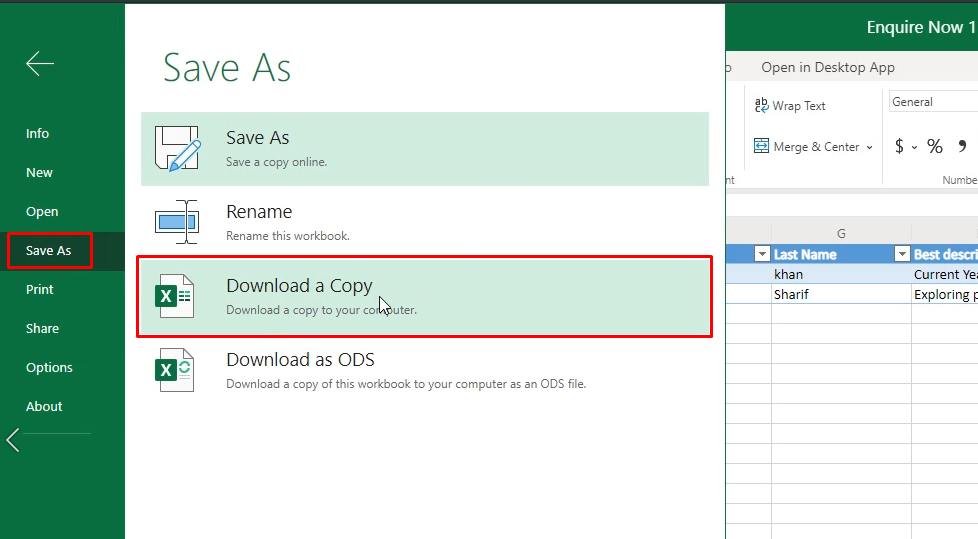 Enquire Now 1
Save As
Info
New
Open
Save As
Print
Share
Options
About
Save As
Save a copy online.
Rename
Rename this workbook.
Download a Copy
Download a copy to your computer.
Download as ODS
Download a copy of this workbook to your computer as an ODS file.
Open in Desktop App
Wrap Text
General
Merge & Center
$ % 9
nt
Numbe
G
Last Name
Best descri
khan
Current Yea
Sharif
Exploring p